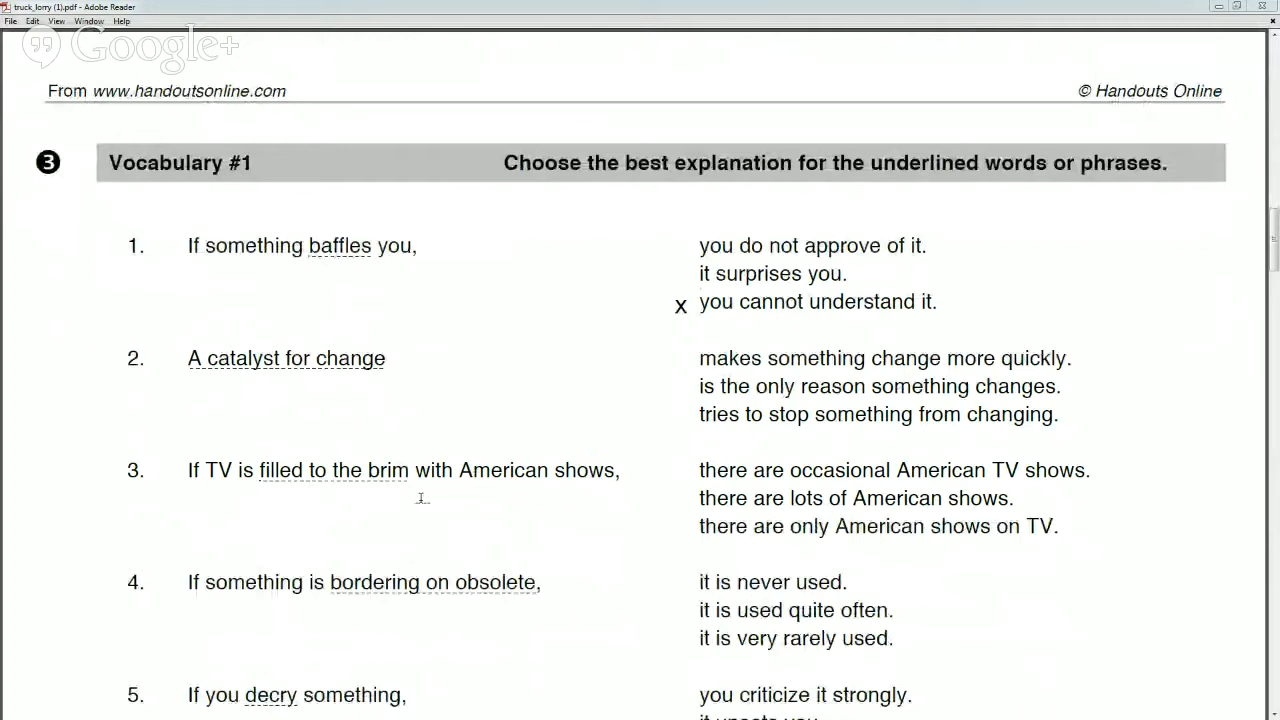 truck_lorry (1).pdf - Adobe Reader
File Edit View Window Help
Google+
From www.handoutsonline.com © Handouts Online
3 Vocabulary #1 Choose the best explanation for the underlined words or phrases.
1. If something baffles you, you do not approve of it.
it surprises you.
x you cannot understand it.
2. A catalyst for change makes something change more quickly.
is the only reason something changes.
tries to stop something from changing.
3. If TV is filled to the brim with American shows, there are occasional American TV shows.
there are lots of American shows.
there are only American shows on TV.
4. If something is bordering on obsolete, it is never used.
it is used quite often.
it is very rarely used.
5. If you decry something, you criticize it strongly.